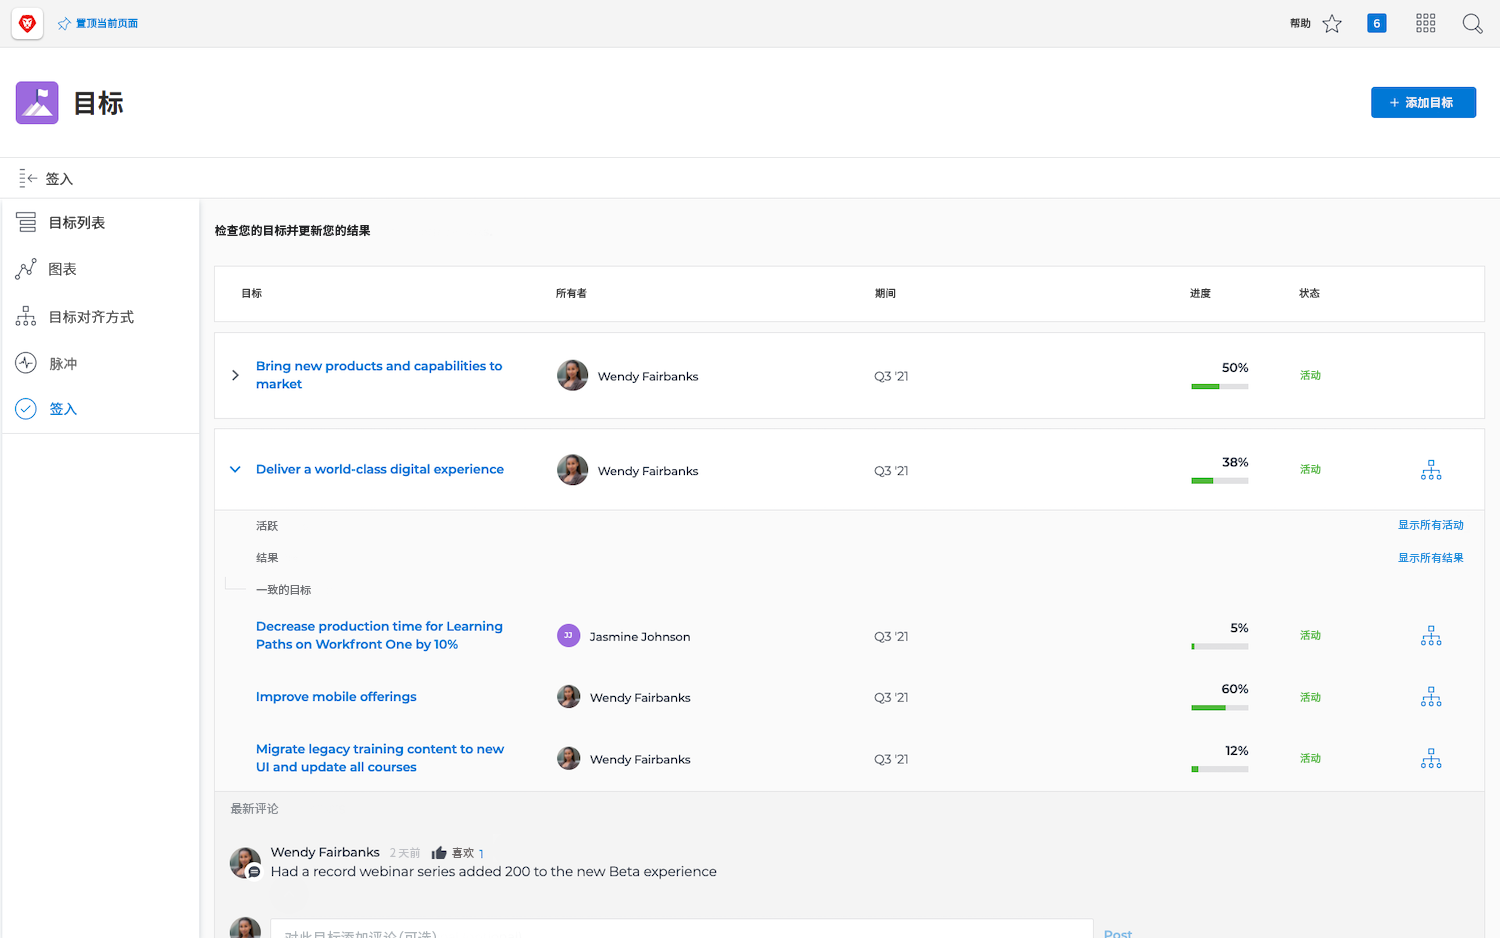 置顶当前页面
帮助
6
目标
+ 添加目标
签入
目标列表
图表
目标对齐方式
脉冲
签入
检查您的目标并更新您的结果
目标 所有者 期间 进度 状态
Bring new products and capabilities to
market
Wendy Fairbanks Q3 '21 50% 活动
Deliver a world-class digital experience Wendy Fairbanks Q3 '21 38% 活动
活跃 显示所有活动
结果 显示所有结果
一致的目标
Decrease production time for Learning
Paths on Workfront One by 10%
JJ Jasmine Johnson Q3 '21 5% 活动
Improve mobile offerings Wendy Fairbanks Q3 '21 60% 活动
Migrate legacy training content to new
UI and update all courses
Wendy Fairbanks Q3 '21 12% 活动
最新评论
Wendy Fairbanks 2 天前 喜欢 1
Had a record webinar series added 200 to the new Beta experience
对此目标添加评论(可选) Post